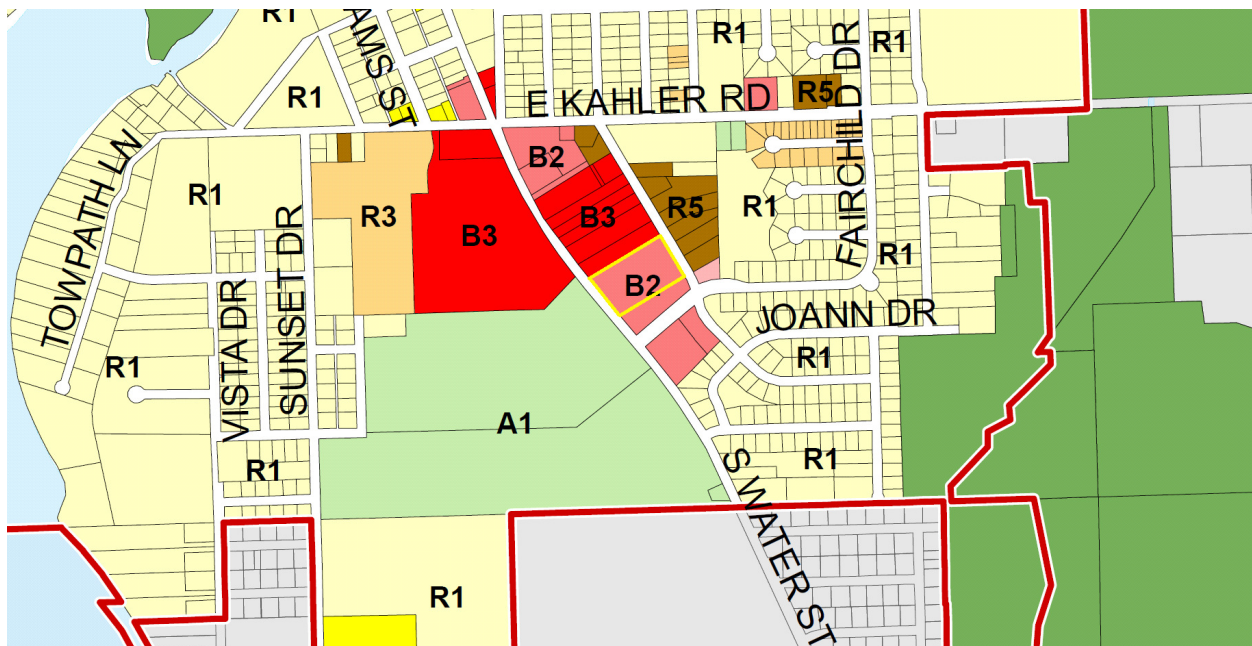 R1
AMS ST
R1
R1
R1
R5
E KAHLER RD
FAIRCHILD DR
B2
TOWPATH LN
R1
R3
B3
B3
R5
R1
R1
B2
VISTA DR
SUNSET DR
JOANN DR
R1
R1
A1
R1
R1
S WATER ST
R1